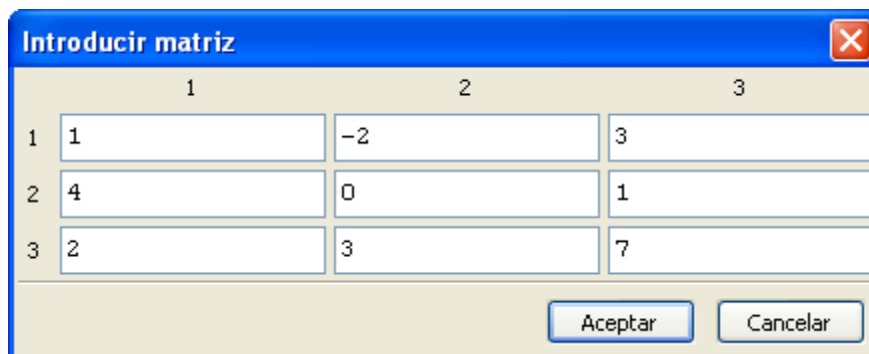 Introducir matriz
1 2 3
1 1 -2 3
2 4 0 1
3 2 3 7
Aceptar Cancelar